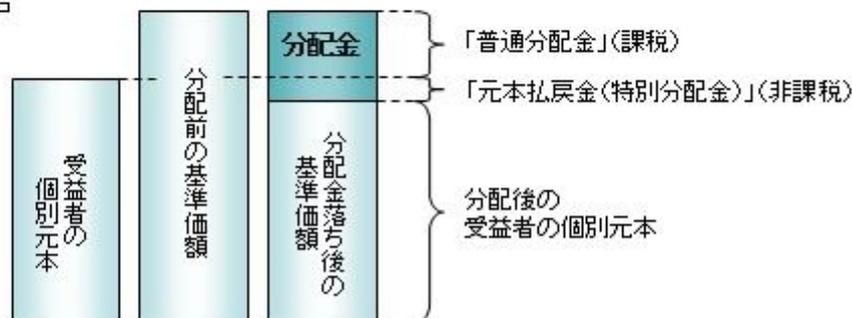 分配金
「普通分配金」(課税)
「元本払戻金(特別分配金)」(非課税)
受益者の
個別元本
分配前の基準価額
分配金落ち後の
基準価額
分配後の
受益者の個別元本